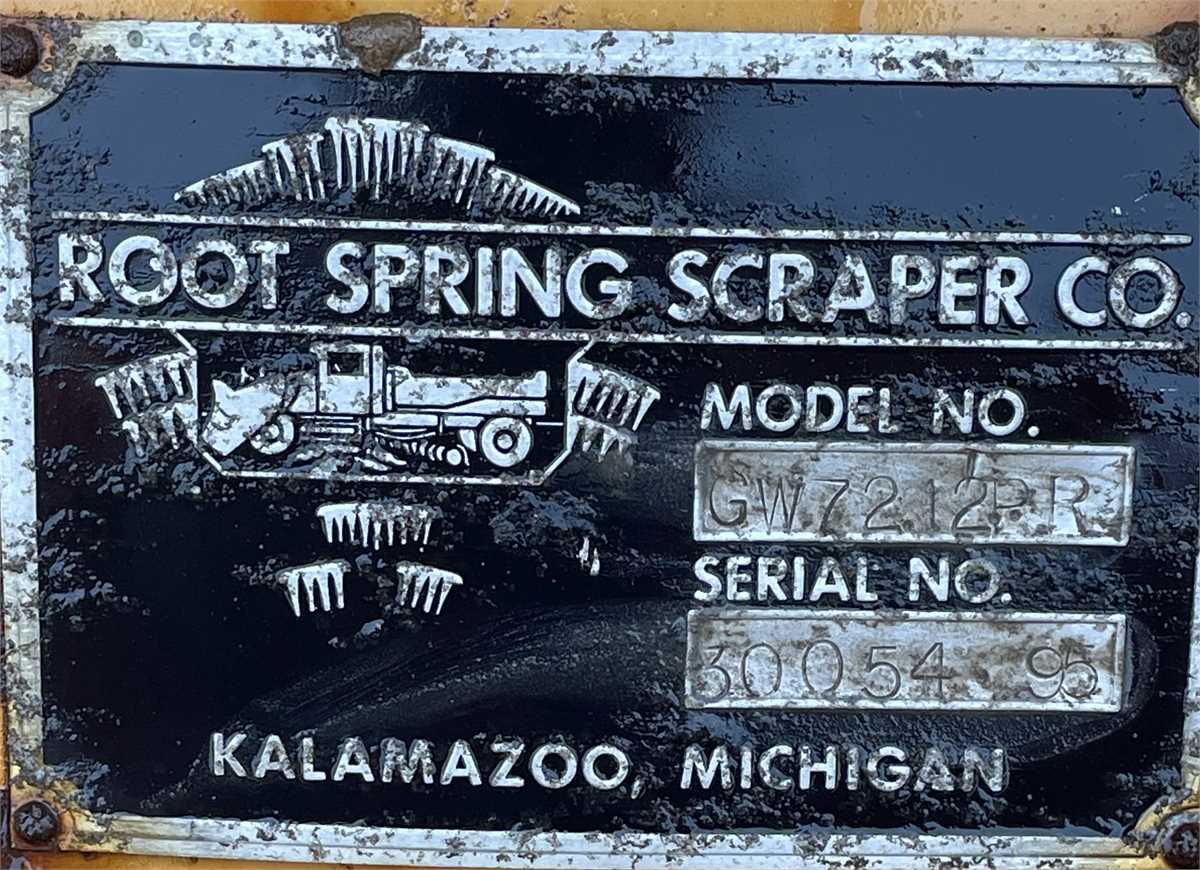 ROOT SPRING SCRAPER CO.
MODEL NO.
GW7212PR
SERIAL NO.
30054 95
KALAMAZOO, MICHIGAN